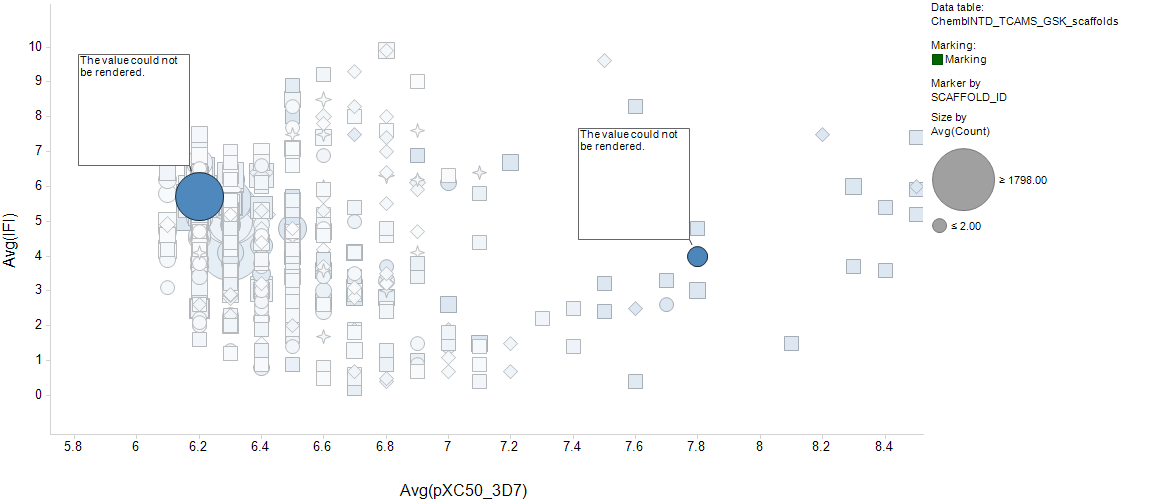 Data table:
ChemblNTD_TCAMS_GSK_scaffolds
Marking:
Marking
Marker by
SCAFFOLD_ID
Size by
Avg(Count)
≥ 1798.00
≤ 2.00
The value could not
be rendered.
The value could not
be rendered.
Avg(IFI)
10
9
8
7
6
5
4
3
2
1
0
5.8
6
6.2
6.4
6.6
6.8
7
7.2
7.4
7.6
7.8
8
8.2
8.4
Avg(pXC50_3D7)